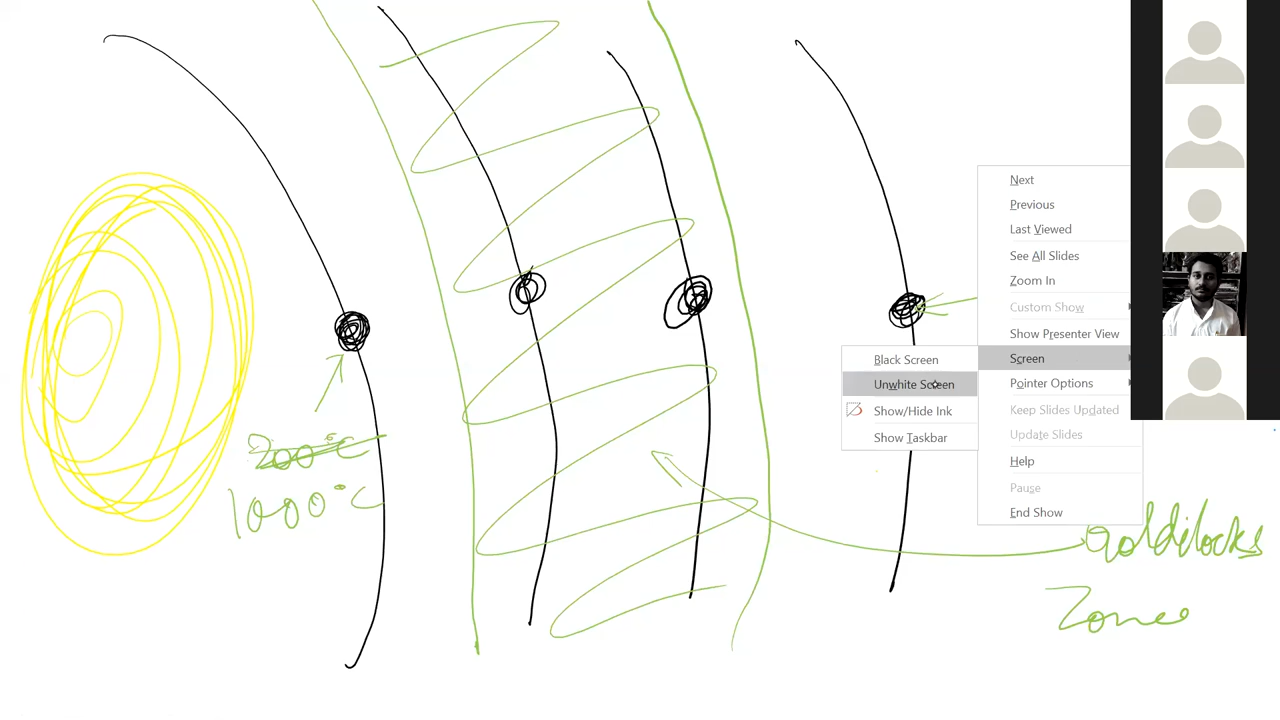 200°C
1000°C
Goldilocks
Zone
Next
Previous
Last Viewed
See All Slides
Zoom In
Custom Show
Show Presenter View
Screen
Pointer Options
Keep Slides Updated
Update Slides
Help
Pause
End Show
Black Screen
Unwhite Screen
Show/Hide Ink
Show Taskbar